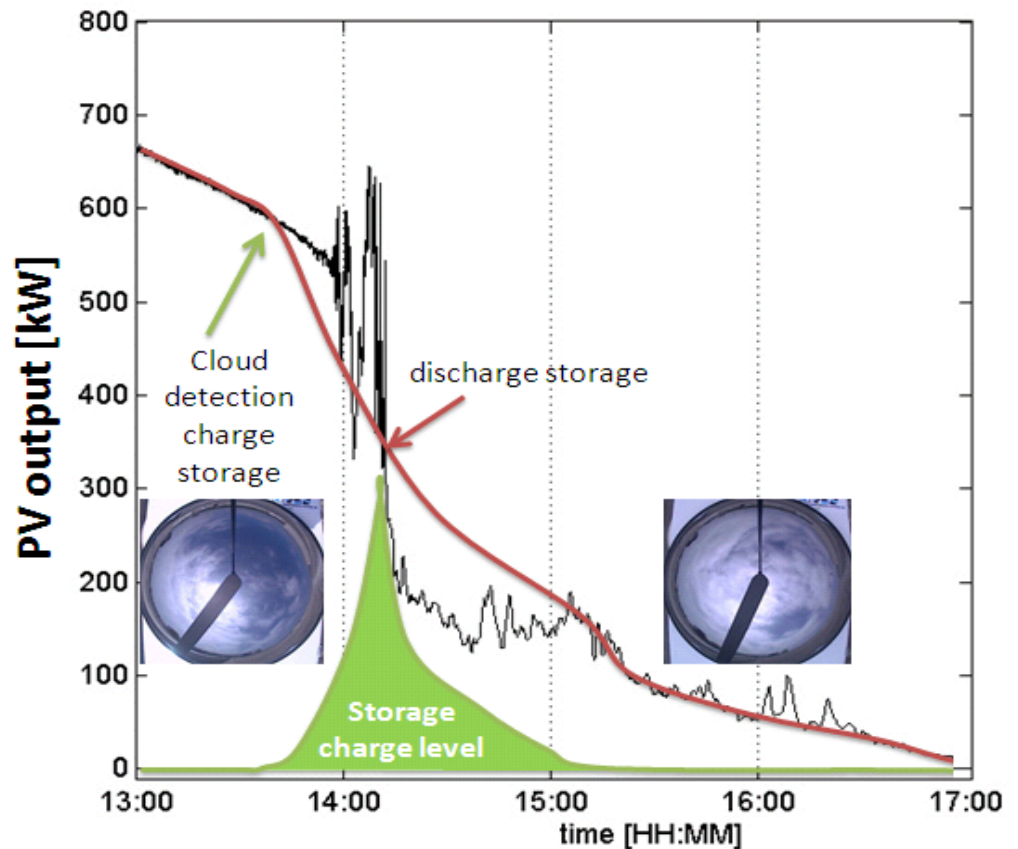 PV output [kW]
800
700
600
500
400
300
200
100
0
Cloud
detection
charge
storage
discharge storage
Storage
charge level
13:00
14:00
15:00
16:00
17:00
time [HH:MM]